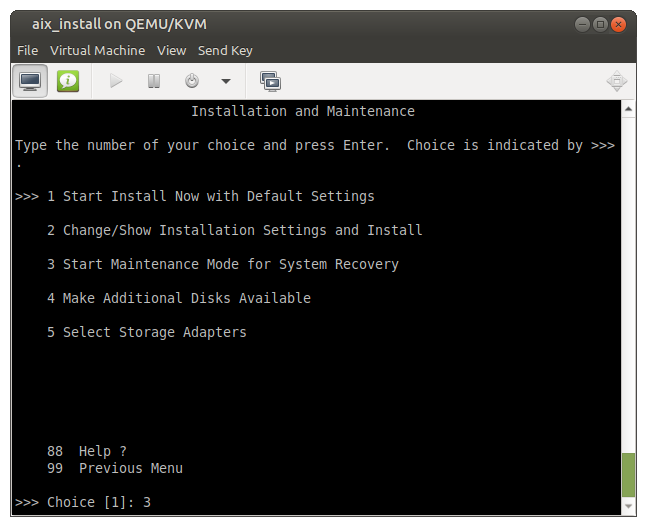 aix_install on QEMU/KVM
File Virtual Machine View Send Key
Installation and Maintenance
Type the number of your choice and press Enter.  Choice is indicated by >>>
.
>>> 1 Start Install Now with Default Settings
2 Change/Show Installation Settings and Install
3 Start Maintenance Mode for System Recovery
4 Make Additional Disks Available
5 Select Storage Adapters
88  Help ?
99  Previous Menu
>>> Choice [1]: 3